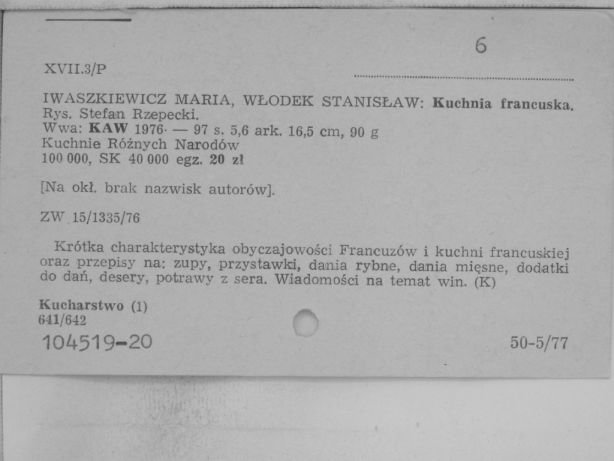 6
XVII.3/P
IWASZKIEWICZ MARIA, WŁODEK STANISŁAW: Kuchnia francuska.
Rys. Stefan Rzepecki.
Wwa: KAW 1976· — 97 s. 5,6 ark. 16,5 cm, 90 g
Kuchnie Różnych Narodów
100 000, SK 40 000 egz. 20 zł
[Na okł. brak nazwisk autorów].
ZW 15/1335/76
Krótka charakterystyka obyczajowości Francuzów i kuchni francuskiej
oraz przepisy na: zupy, przystawki, dania rybne, dania mięsne, dodatki
do dań, desery, potrawy z sera. Wiadomości na temat win. (K)
Kucharstwo (1)
641/642
104519-20
50-5/77